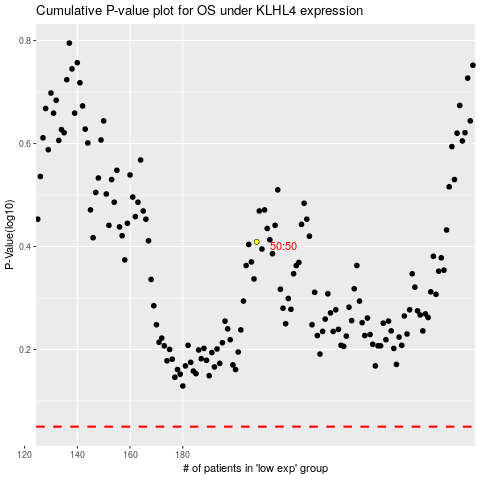 Cumulative P-value plot for OS under KLHL4 expression
P-Value(log10)
0.8
0.6
0.4
0.2
50:50
120 140 160 180
# of patients in 'low exp' group